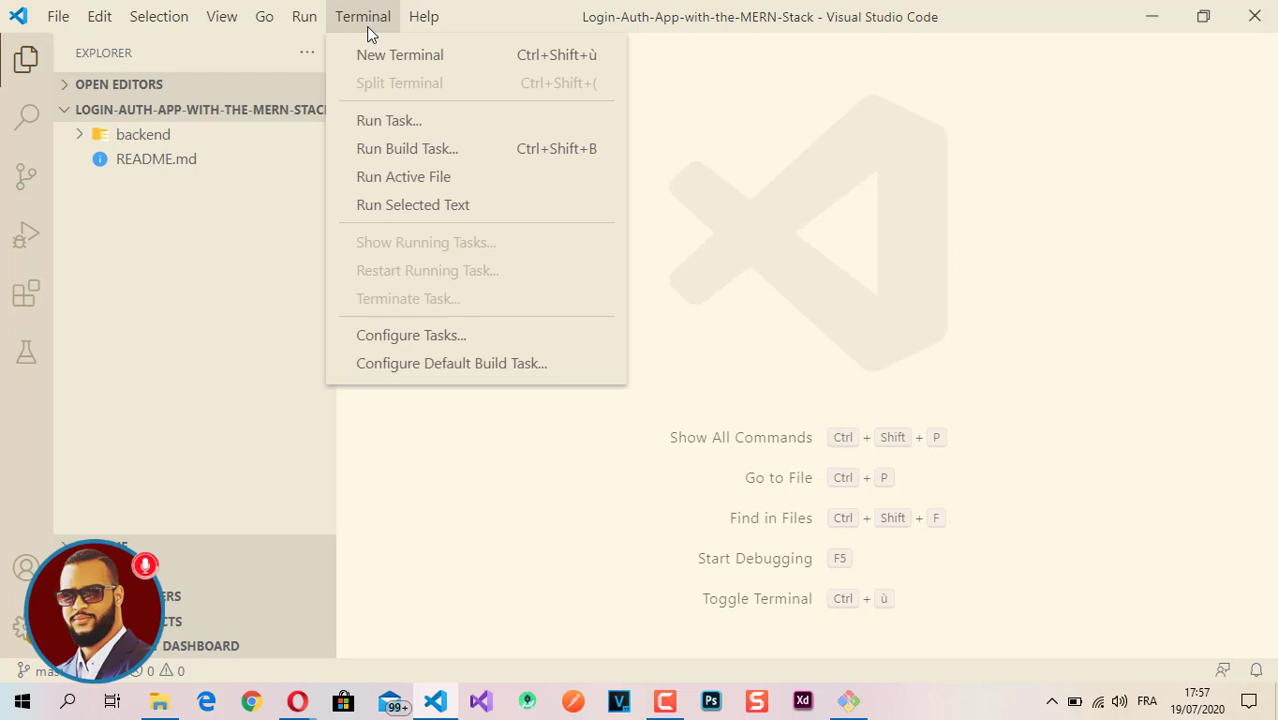 File Edit Selection View Go Run Terminal Help Login-Auth-App-with-the-MERN-Stack - Visual Studio Code
EXPLORER ...
OPEN EDITORS
LOGIN-AUTH-APP-WITH-THE-MERN-STACK
backend
README.md
New Terminal Ctrl+Shift+ù
Split Terminal Ctrl+Shift+(
Run Task...
Run Build Task... Ctrl+Shift+B
Run Active File
Run Selected Text
Show Running Tasks...
Restart Running Task...
Terminate Task...
Configure Tasks...
Configure Default Build Task...
Show All Commands Ctrl + Shift + P
Go to File Ctrl + P
Find in Files Ctrl + Shift + F
Start Debugging F5
Toggle Terminal Ctrl + ù
DASHBOARD
0 0
99+
Ps
S
Xd
FRA
17:57
19/07/2020